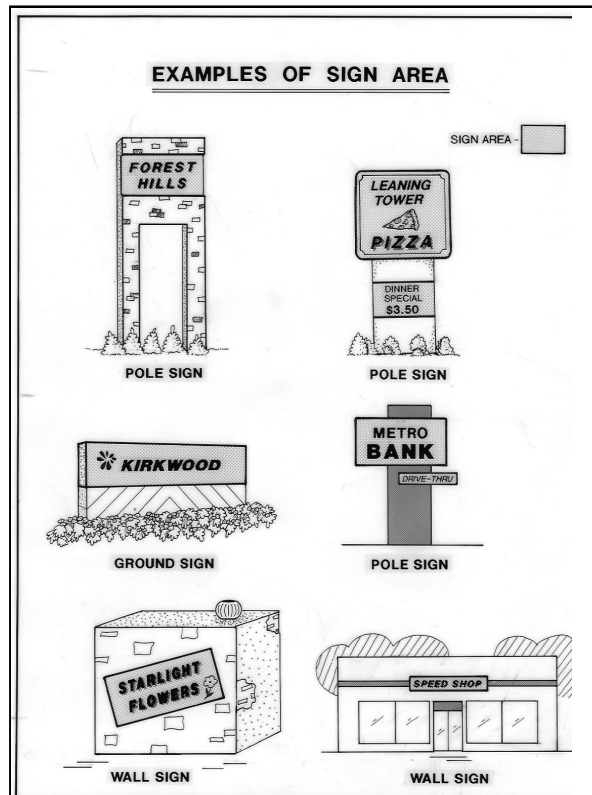 EXAMPLES OF SIGN AREA
SIGN AREA -
FOREST
HILLS
POLE SIGN
LEANING
TOWER
PIZZA
DINNER
SPECIAL
$3.50
POLE SIGN
KIRKWOOD
GROUND SIGN
METRO
BANK
DRIVE-THRU
POLE SIGN
STARLIGHT
FLOWERS
WALL SIGN
SPEED SHOP
WALL SIGN